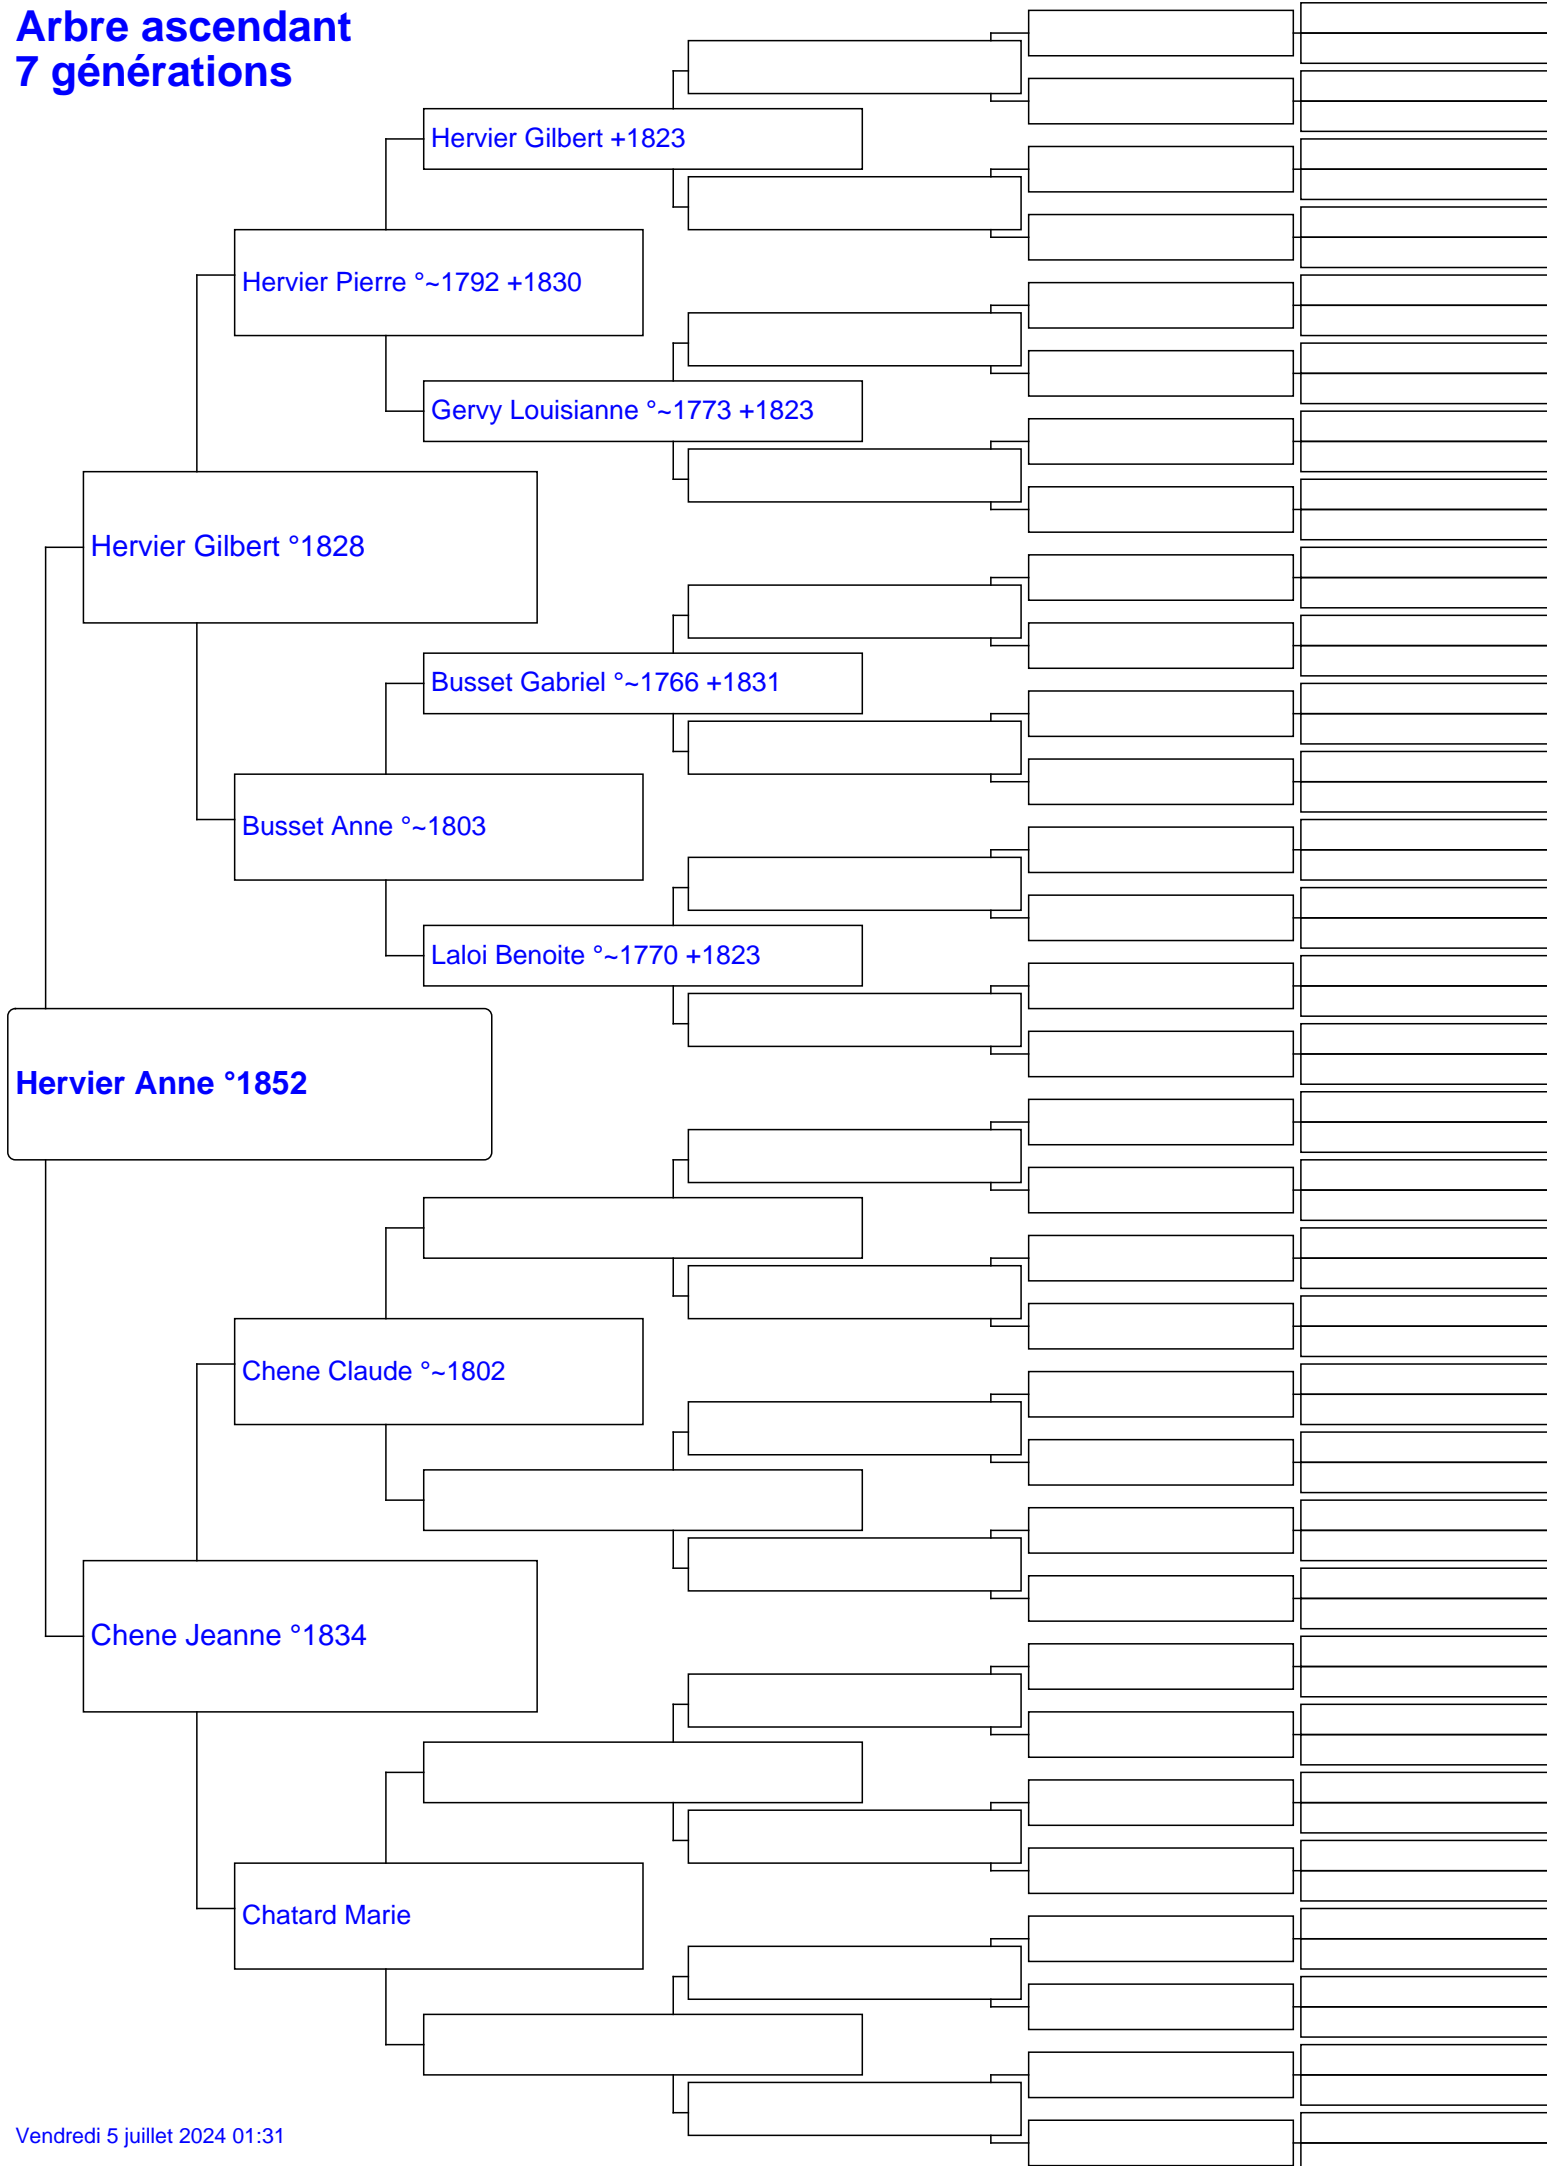 Arbre ascendant
7 générations
Hervier Gilbert +1823
Hervier Pierre °~1792 +1830
Gervy Louisianne °~1773 +1823
Hervier Gilbert °1828
Busset Gabriel °~1766 +1831
Busset Anne °~1803
Laloi Benoite °~1770 +1823
Hervier Anne °1852
Chene Claude °~1802
Chene Jeanne °1834
Chatard Marie
Vendredi 5 juillet 2024 01:31